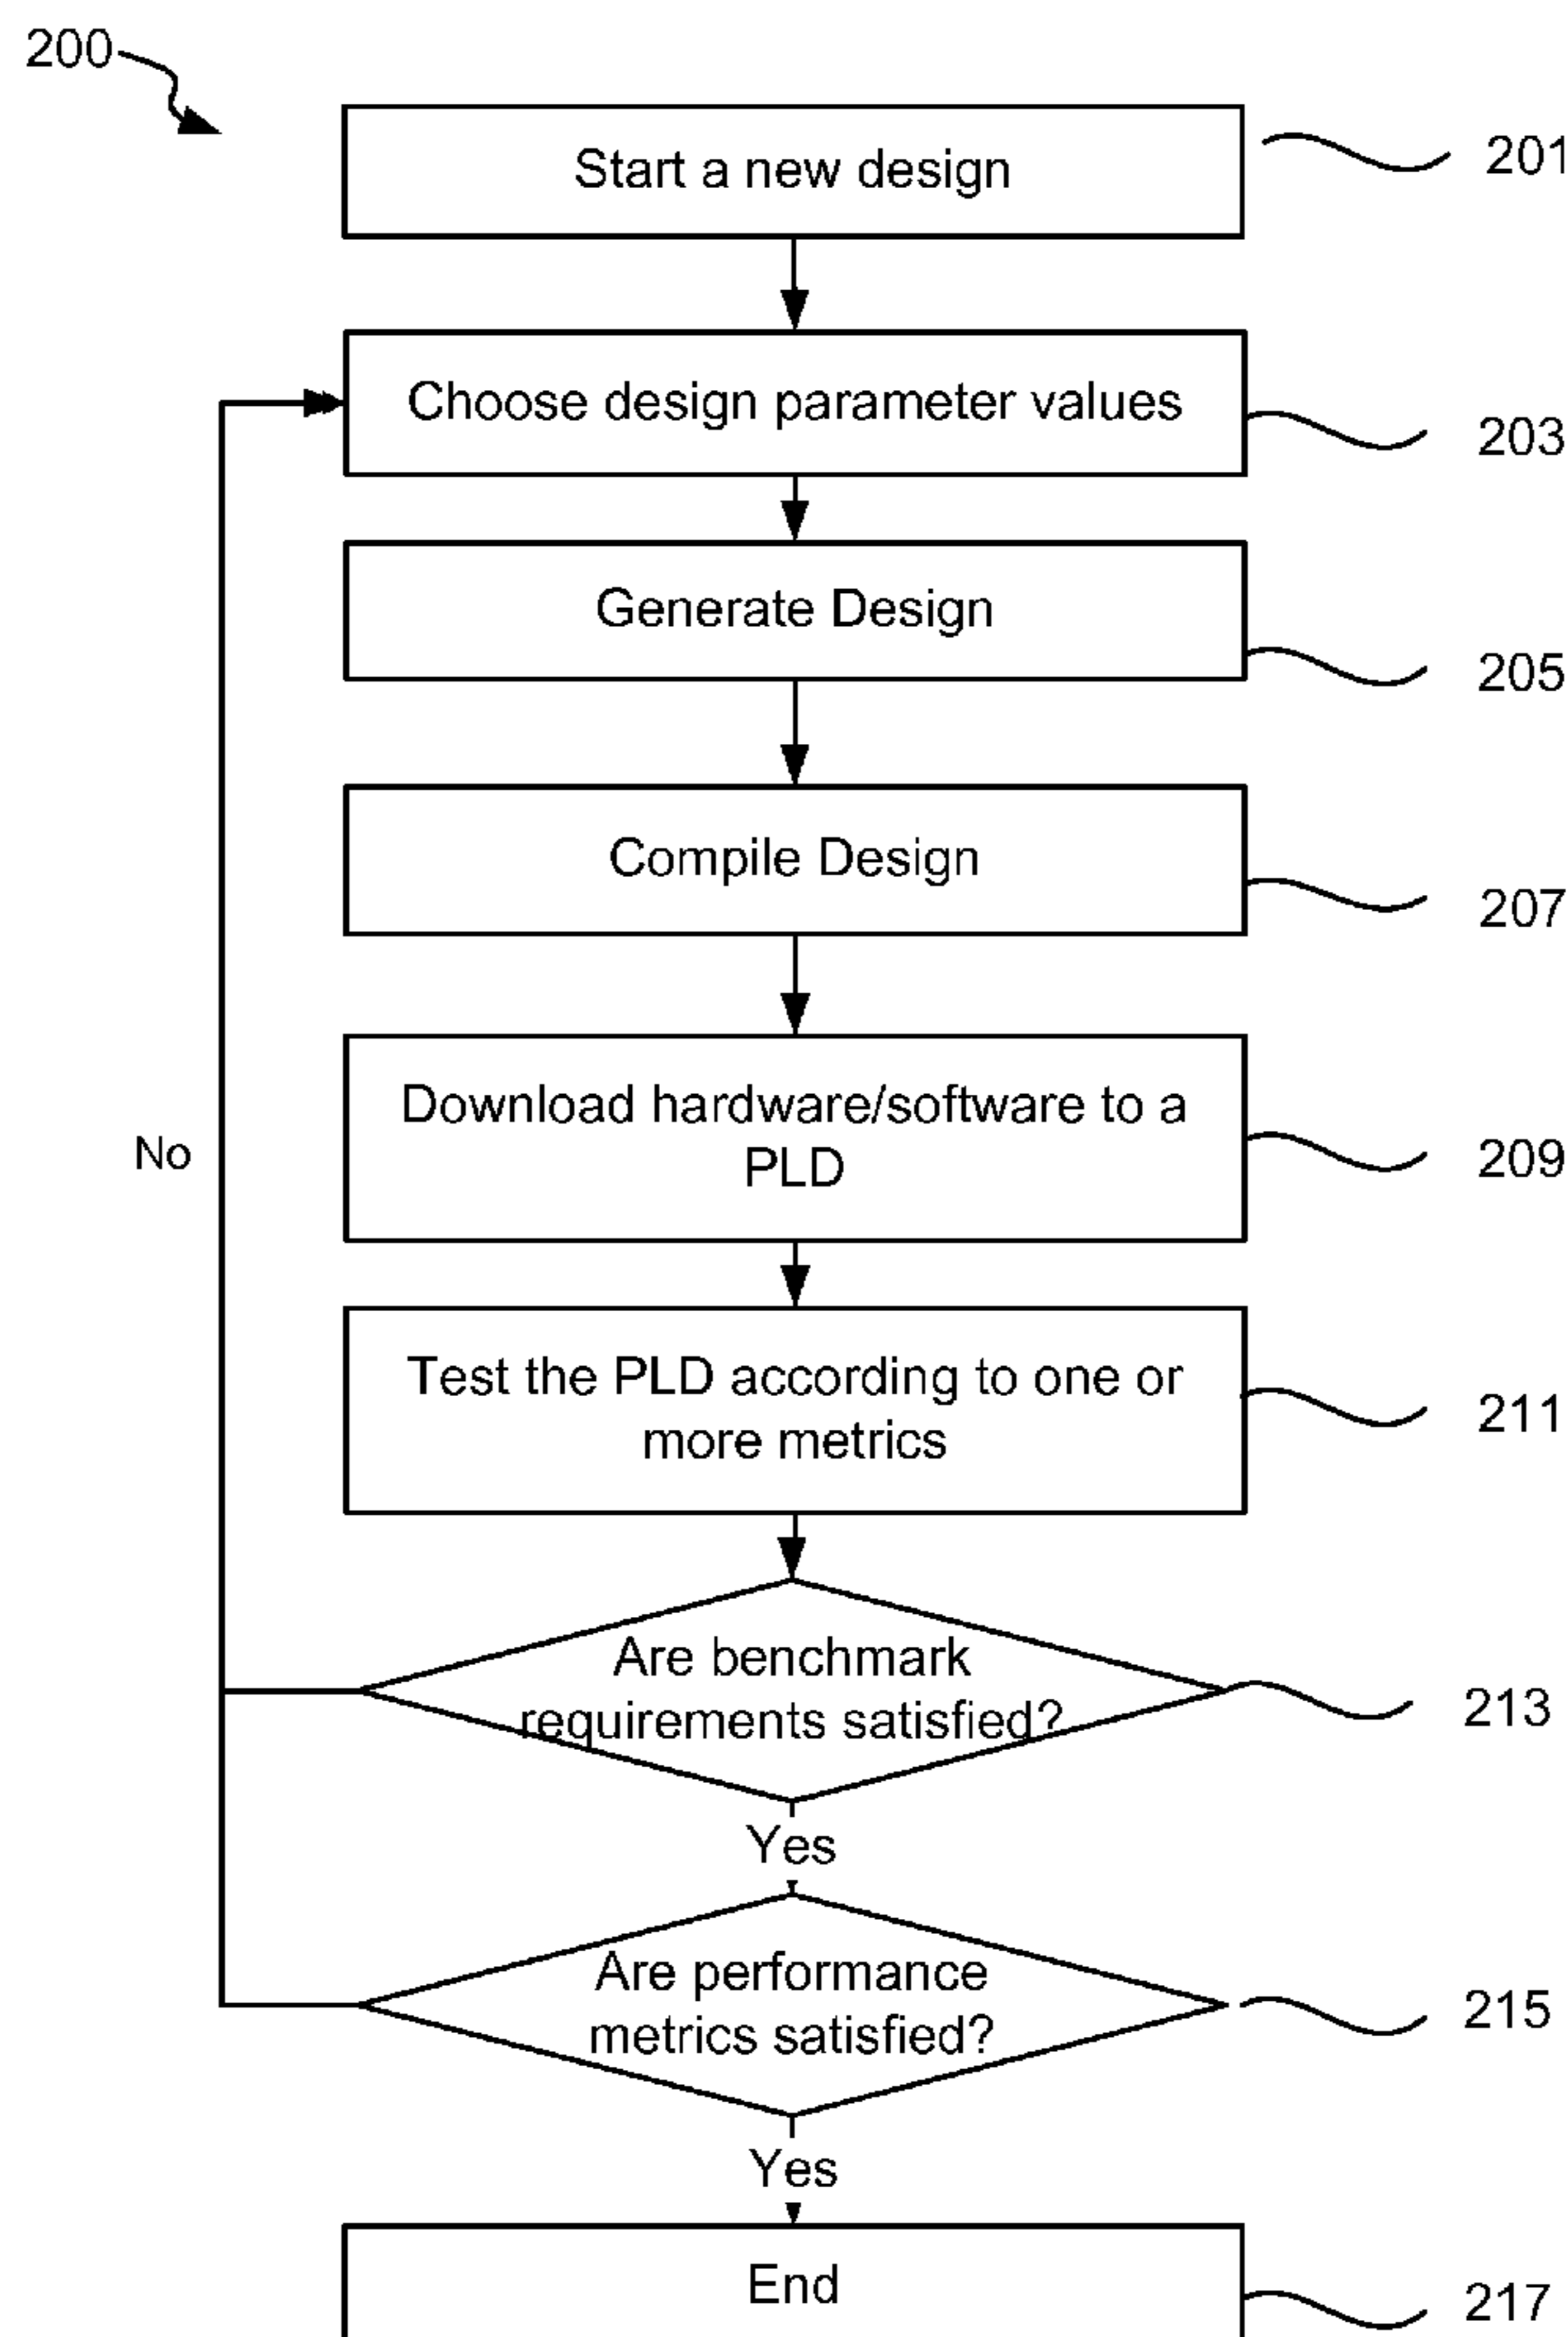 200
Start a new design
201
Choose design parameter values
203
Generate Design
205
Compile Design
207
Download hardware/software to a
PLD
209
No
Test the PLD according to one or
more metrics
211
Are benchmark
requirements satisfied?
213
Yes
Are performance
metrics satisfied?
215
Yes
End
217